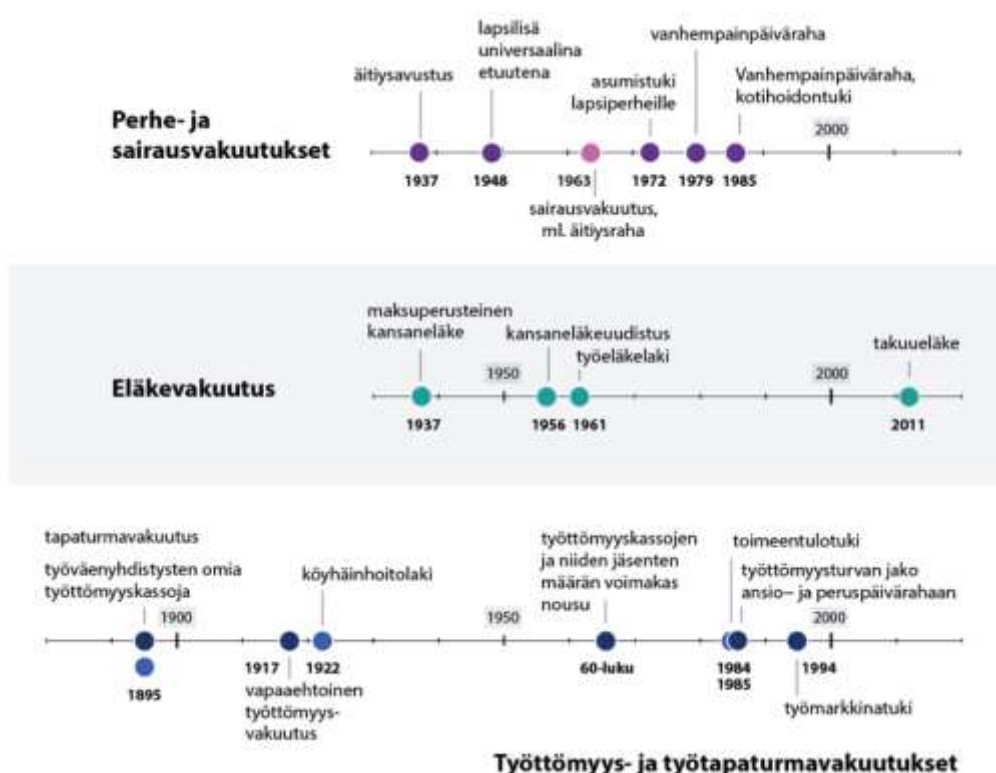 Perhe- ja
sairausvakuutukset
äitiysavustus
lapsilisä
universaalina
etuutena
asumistuki
lapsiperheille
vanhempainpäiväraha
Vanhempainpäiväraha,
kotihoidontuki
2000
1937
1948
1963
1972
1979
1985
sairausvakuutus,
ml. äitiysraha
Eläkevakuutus
maksuperusteinen
kansaneläke
kansaneläkeuudistus
työeläkelaki
takuueläke
1950
2000
1937
1956
1961
2011
tapaturmavakuutus
työväenyhdistysten omia
työttömyyskassoja
köyhäinhoitolaki
työttömyyskassojen
ja niiden jäsenten
määrän voimakas
nousu
toimeentulotuki
työttömyysturvan jako
ansio– ja peruspäivärahaan
1900
1950
2000
1895
1917
1922
60-luku
1984
1985
1994
vapaaehtoinen
työttömyys-
vakuutus
työmarkkinatuki
Työttömyys- ja työtapaturmavakuutukset